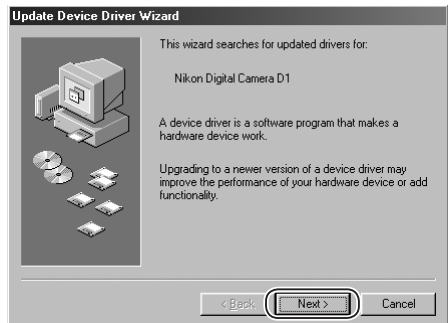 Update Device Driver Wizard
This wizard searches for updated drivers for:
Nikon Digital Camera D1
A device driver is a software program that makes a
hardware device work.
Upgrading to a newer version of a device driver may
improve the performance of your hardware device or add
functionality.
< Back
Next >
Cancel